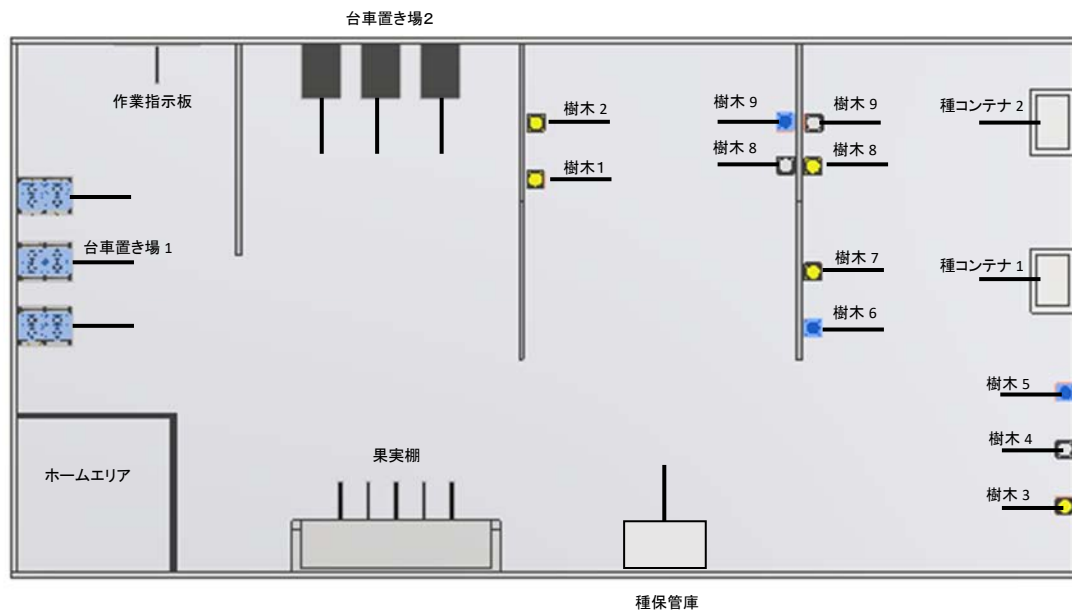 台車置き場2
作業指示板
樹木 2
樹木 9
樹木 9
種コンテナ 2
樹木 8
樹木 8
樹木1
台車置き場 1
樹木 7
種コンテナ 1
樹木 6
樹木 5
樹木 4
果実棚
ホームエリア
樹木 3
種保管庫